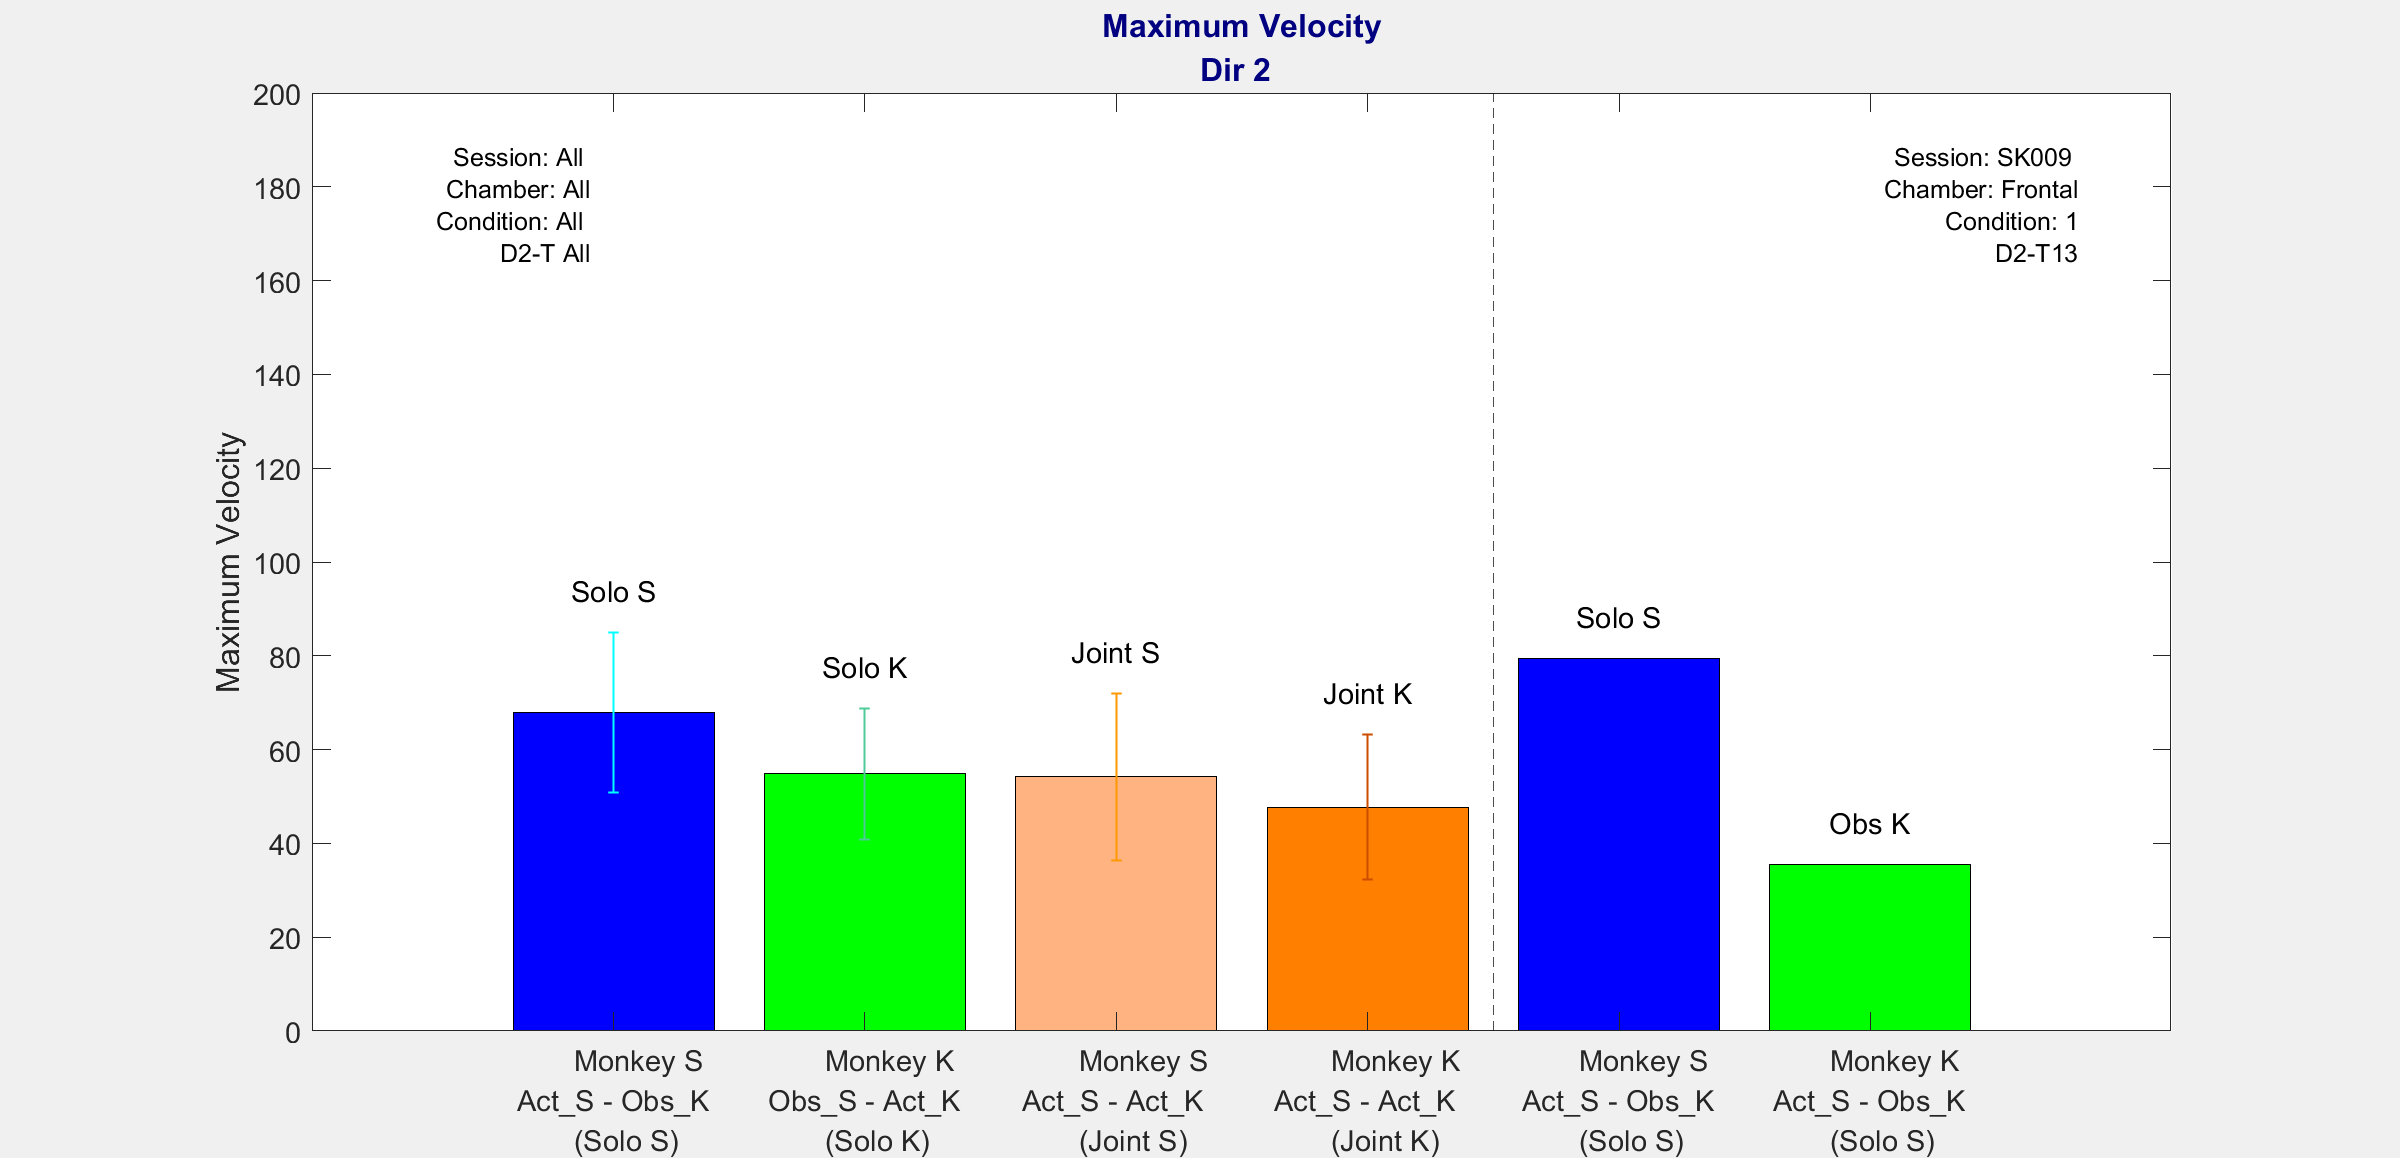 Maximum Velocity
Dir 2
Session: All
Chamber: All
Condition: All
D2-T All
Session: SK009
Chamber: Frontal
Condition: 1
D2-T13
Maximum Velocity
200
180
160
140
120
100
80
60
40
20
0
Solo S
Solo K
Joint S
Joint K
Solo S
Obs K
Monkey S
Act_S - Obs_K
(Solo S)
Monkey K
Obs_S - Act_K
(Solo K)
Monkey S
Act_S - Act_K
(Joint S)
Monkey K
Act_S - Act_K
(Joint K)
Monkey S
Act_S - Obs_K
(Solo S)
Monkey K
Act_S - Obs_K
(Solo S)